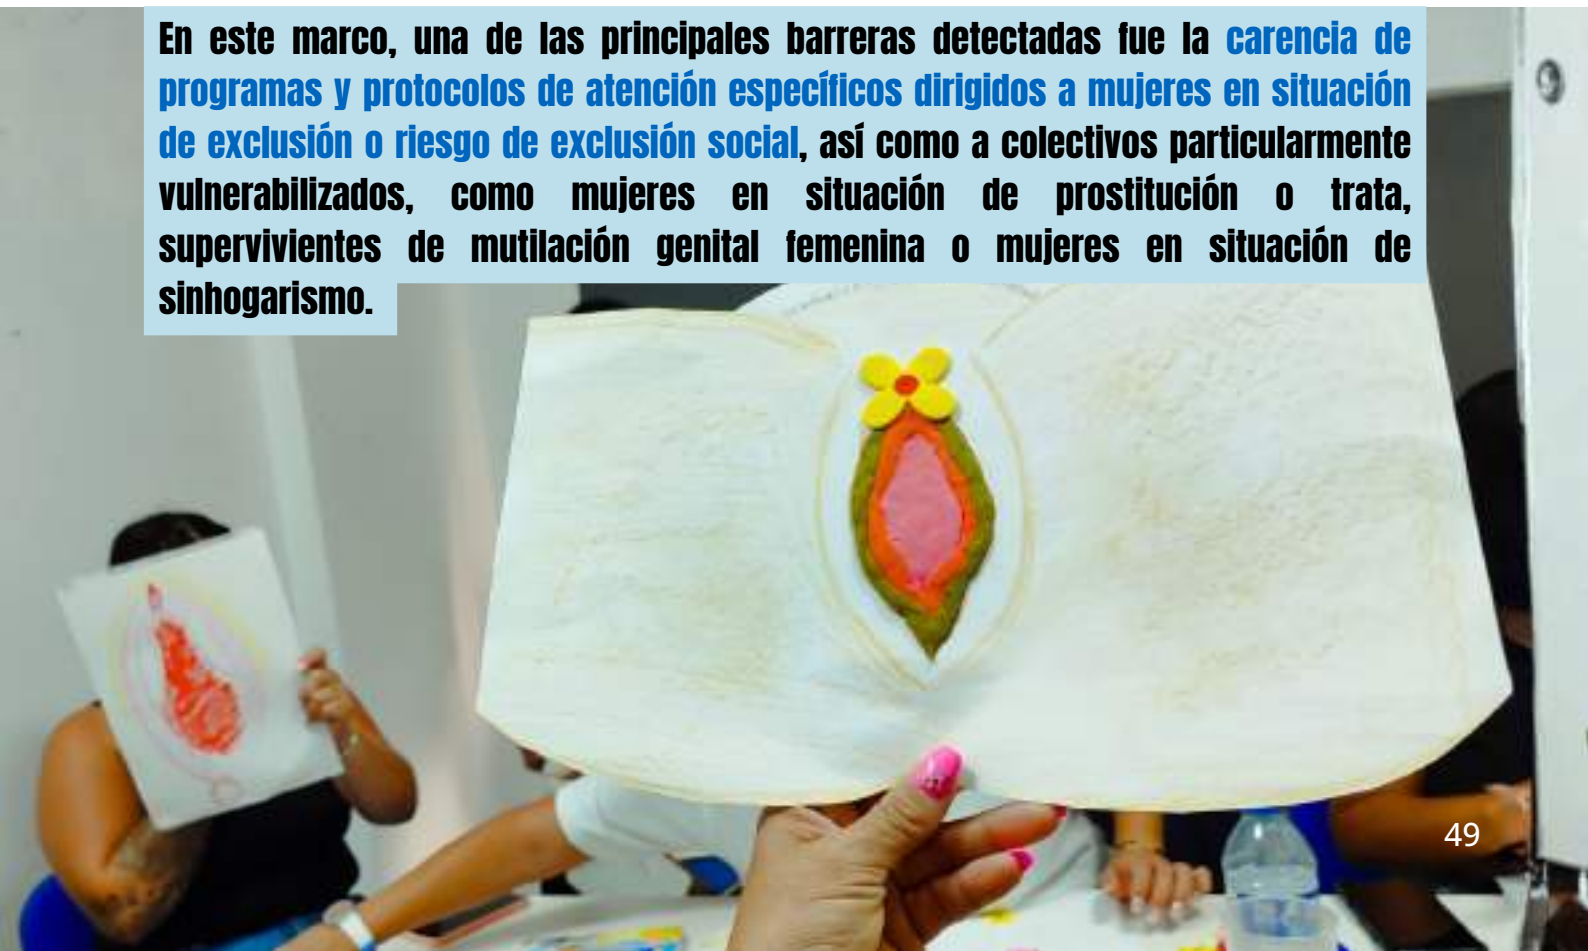 En este marco, una de las principales barreras detectadas fue la carencia de
programas y protocolos de atención específicos dirigidos a mujeres en situación
de exclusión o riesgo de exclusión social, así como a colectivos particularmente
vulnerabilizados, como mujeres en situación de prostitución o trata,
supervivientes de mutilación genital femenina o mujeres en situación de
sinhogarismo.
49